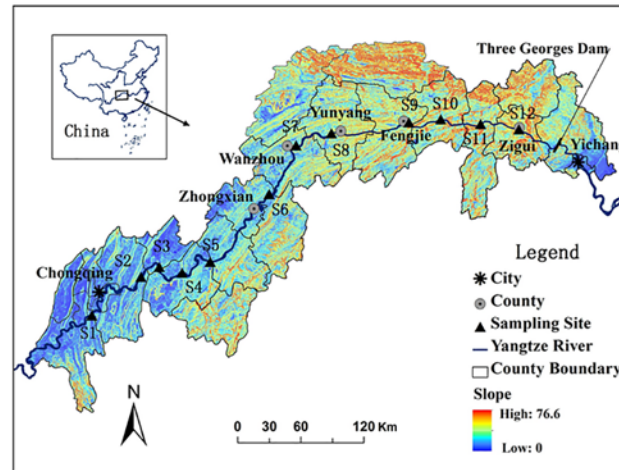 Three Georges Dam
China
S9
S10
Yunyang
S12
S7
Fengjie
S11
Yichang
S8
Zigui
Wanzhou
Zhongxian
S6
S3
S5
S2
Chongqing
S4
S1
Legend
City
County
Sampling Site
Yangtze River
County Boundary
Slope
High: 76.6
Low: 0
N
0 30 60 120 Km